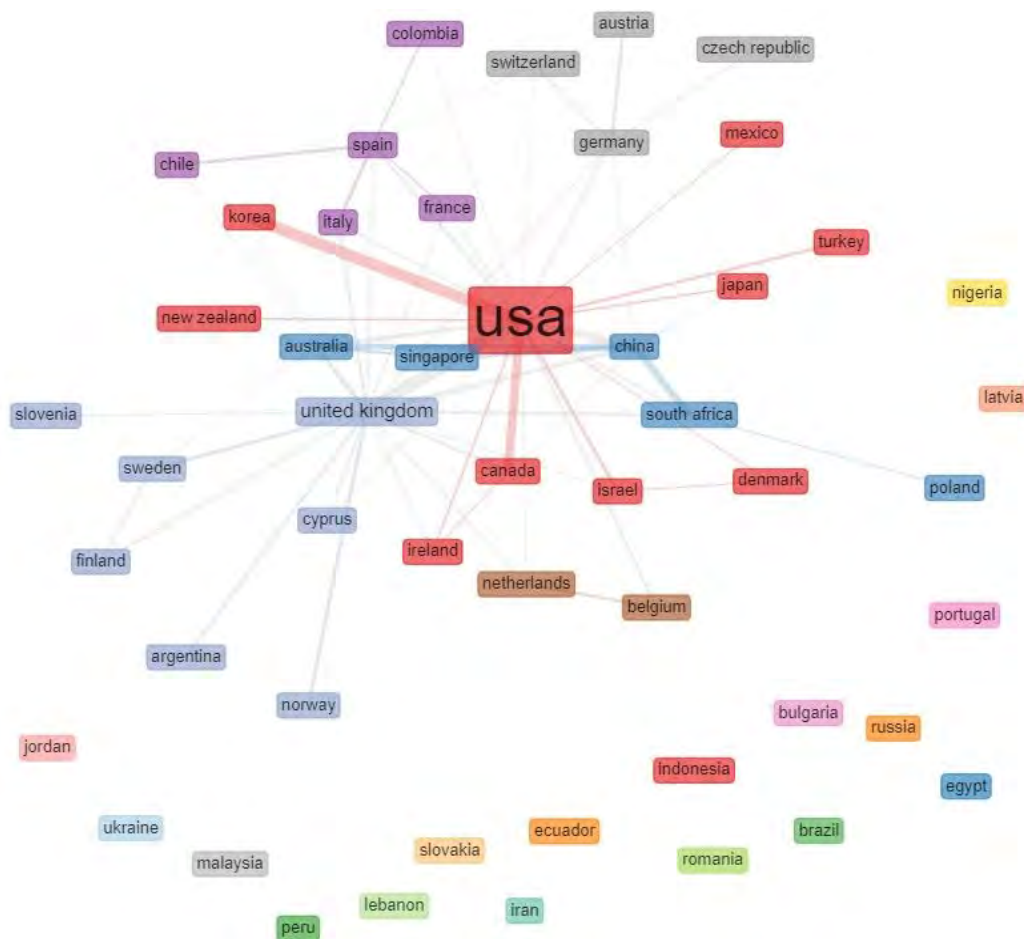 austria
colombia
czech republic
switzerland
mexico
germany
spain
chile
france
korea
italy
turkey
japan
nigeria
usa
new zealand
australia
singapore
china
latvia
united kingdom
slovenia
south africa
sweden
canada
israel
denmark
poland
cyprus
ireland
finland
netherlands
belgium
portugal
argentina
norway
bulgaria
russia
jordan
indonesia
egypt
ukraine
ecuador
brazil
slovakia
malaysia
romania
lebanon
iran
peru